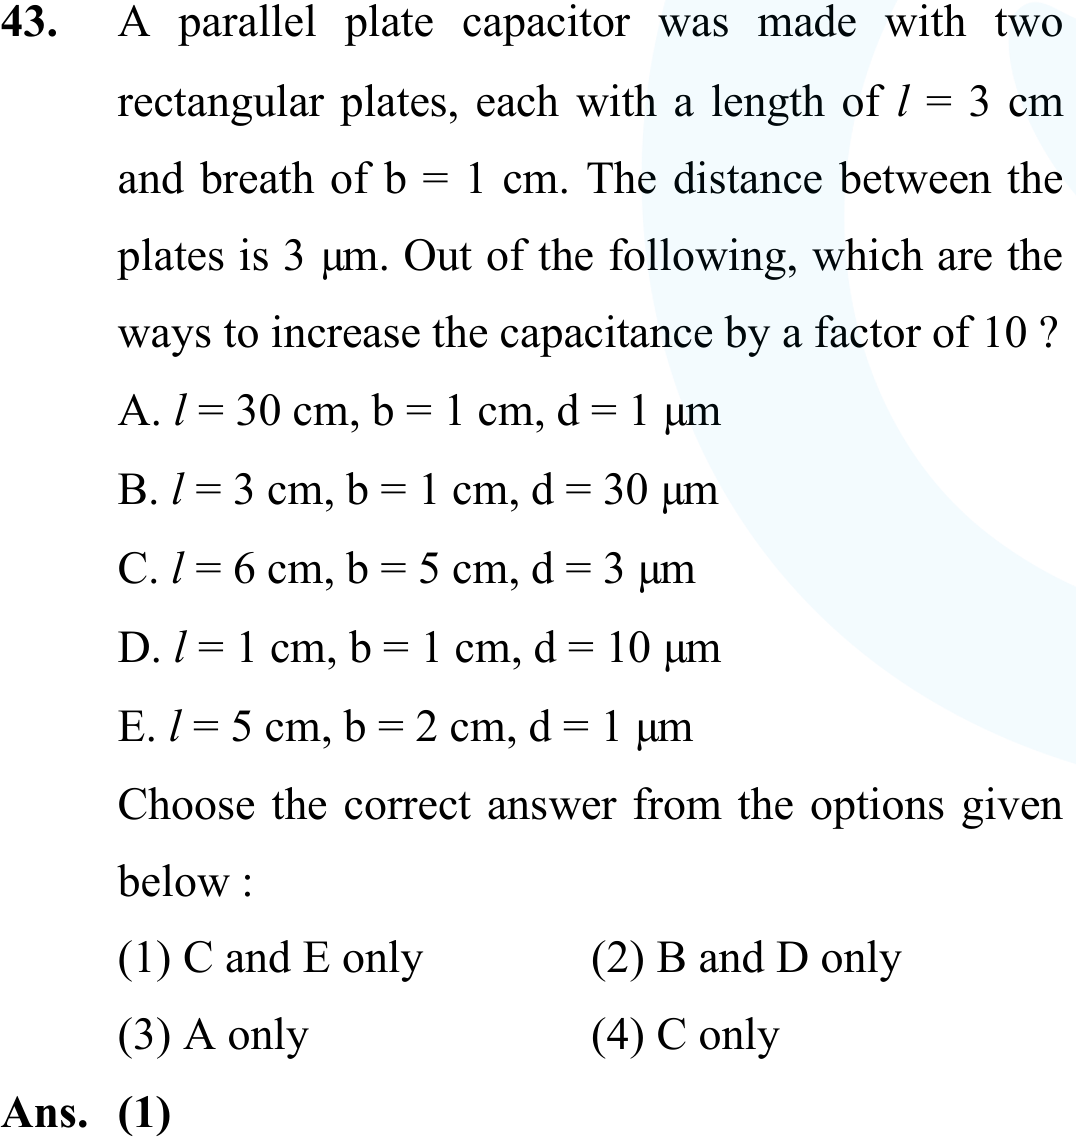 43. A parallel plate capacitor was made with two
rectangular plates, each with a length of l = 3 cm
and breath of b = 1 cm. The distance between the
plates is 3 μm. Out of the following, which are the
ways to increase the capacitance by a factor of 10 ?
A. l = 30 cm, b = 1 cm, d = 1 μm
B. l = 3 cm, b = 1 cm, d = 30 μm
C. l = 6 cm, b = 5 cm, d = 3 μm
D. l = 1 cm, b = 1 cm, d = 10 μm
E. l = 5 cm, b = 2 cm, d = 1 μm
Choose the correct answer from the options given
below :
(1) C and E only (2) B and D only
(3) A only (4) C only
Ans. (1)